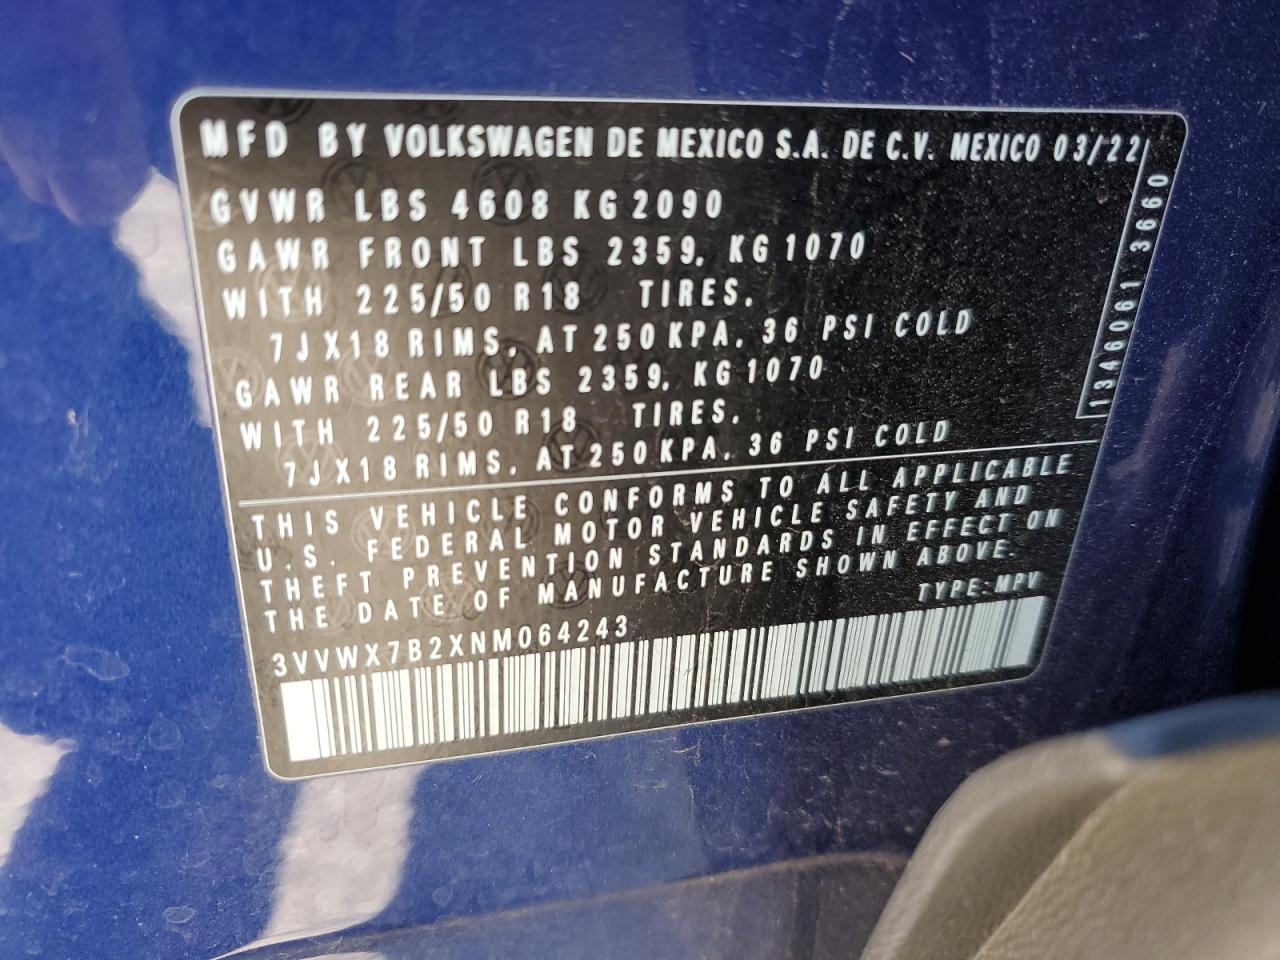 MFD BY VOLKSWAGEN DE MEXICO S.A. DE C.V. MEXICO 03/22
GVWR LBS 4608 KG 2090
GAWR FRONT LBS 2359, KG 1070
WITH 225/50 R18 TIRES,
7JX18 RIMS, AT 250 KPA, 36 PSI COLD
GAWR REAR LBS 2359, KG 1070
WITH 225/50 R18 TIRES,
7JX18 RIMS, AT 250 KPA, 36 PSI COLD
1346061 3660
THIS VEHICLE CONFORMS TO ALL APPLICABLE
U.S. FEDERAL MOTOR VEHICLE SAFETY AND
THEFT PREVENTION STANDARDS IN EFFECT ON
THE DATE OF MANUFACTURE SHOWN ABOVE.
TYPE: MPV
3VVWX7B2XNM064243